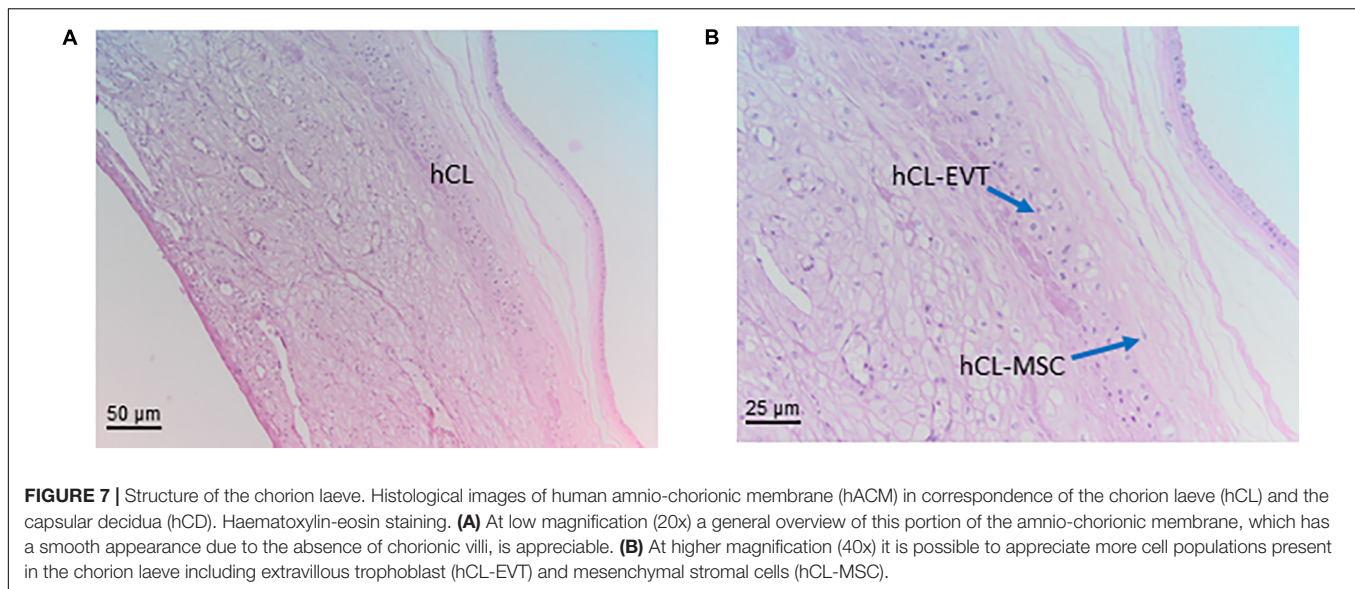 A
B
hCL
hCL-EVT
hCL-MSC
50 µm
25 µm
FIGURE 7 | Structure of the chorion laeve. Histological images of human amnio-chorionic membrane (hACM) in correspondence of the chorion laeve (hCL) and the
capsular decidua (hCD). Haematoxylin-eosin staining. (A) At low magnification (20x) a general overview of this portion of the amnio-chorionic membrane, which has
a smooth appearance due to the absence of chorionic villi, is appreciable. (B) At higher magnification (40x) it is possible to appreciate more cell populations present
in the chorion laeve including extravillous trophoblast (hCL-EVT) and mesenchymal stromal cells (hCL-MSC).